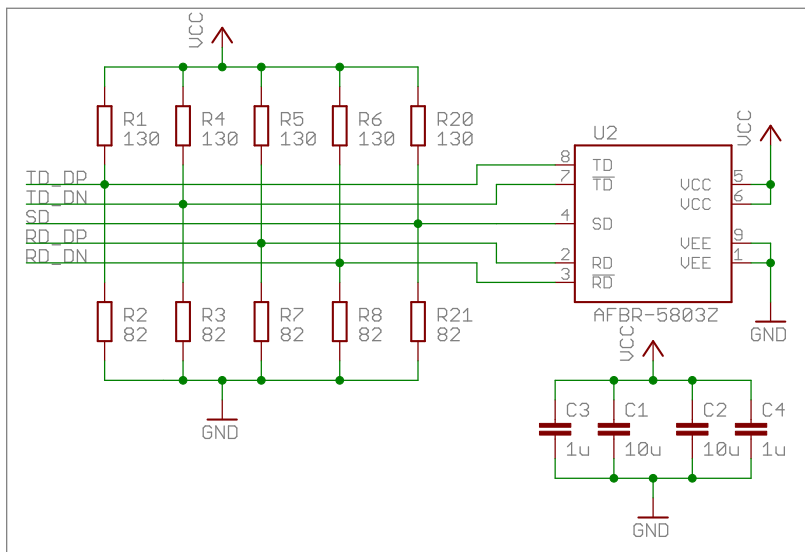 VCC
R1
130
R4
130
R5
130
R6
130
R20
130
TD_DP
TD_DN
SD
RD_DP
RD_DN
R2
82
R3
82
R7
82
R8
82
R21
82
GND
U2
8
7
4
2
3
TD
TD
SD
RD
RD
VCC
VCC
VEE
VEE
5
6
9
1
AFBR-5803Z
VCC
GND
VCC
C3
1u
C1
10u
C2
10u
C4
1u
GND